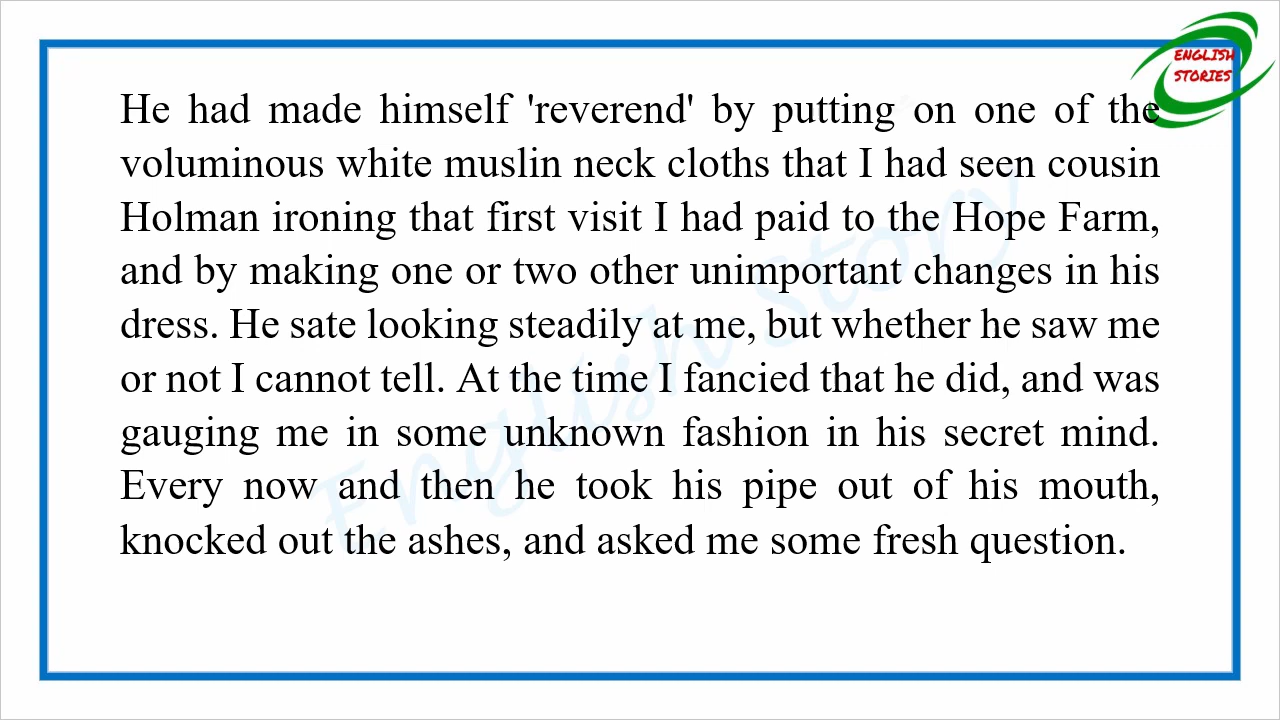 ENGLISH
STORIES
He had made himself 'reverend' by putting on one of the
voluminous white muslin neck cloths that I had seen cousin
Holman ironing that first visit I had paid to the Hope Farm,
and by making one or two other unimportant changes in his
dress. He sate looking steadily at me, but whether he saw me
or not I cannot tell. At the time I fancied that he did, and was
gauging me in some unknown fashion in his secret mind.
Every now and then he took his pipe out of his mouth,
knocked out the ashes, and asked me some fresh question.
English Story